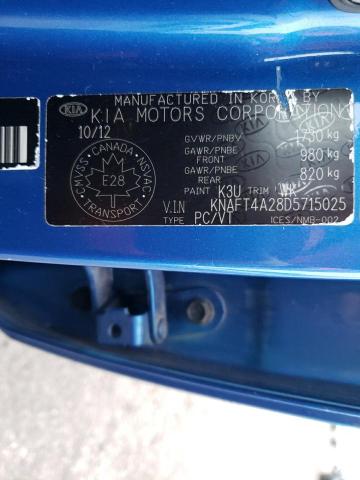 MANUFACTURED IN KOREA BY
KIA KIA MOTORS CORPORATION
10/12
GVWR/PNBV 1730 kg
GAWR/PNBE FRONT 980 kg
GAWR/PNBE REAR 820 kg
CANADA
CMVSS NSVAC
E28
TRANSPORT
PAINT K3U TRIM WK
V.I.N KNAFT4A28D5715025
TYPE PC/VT ICES/NMB-002